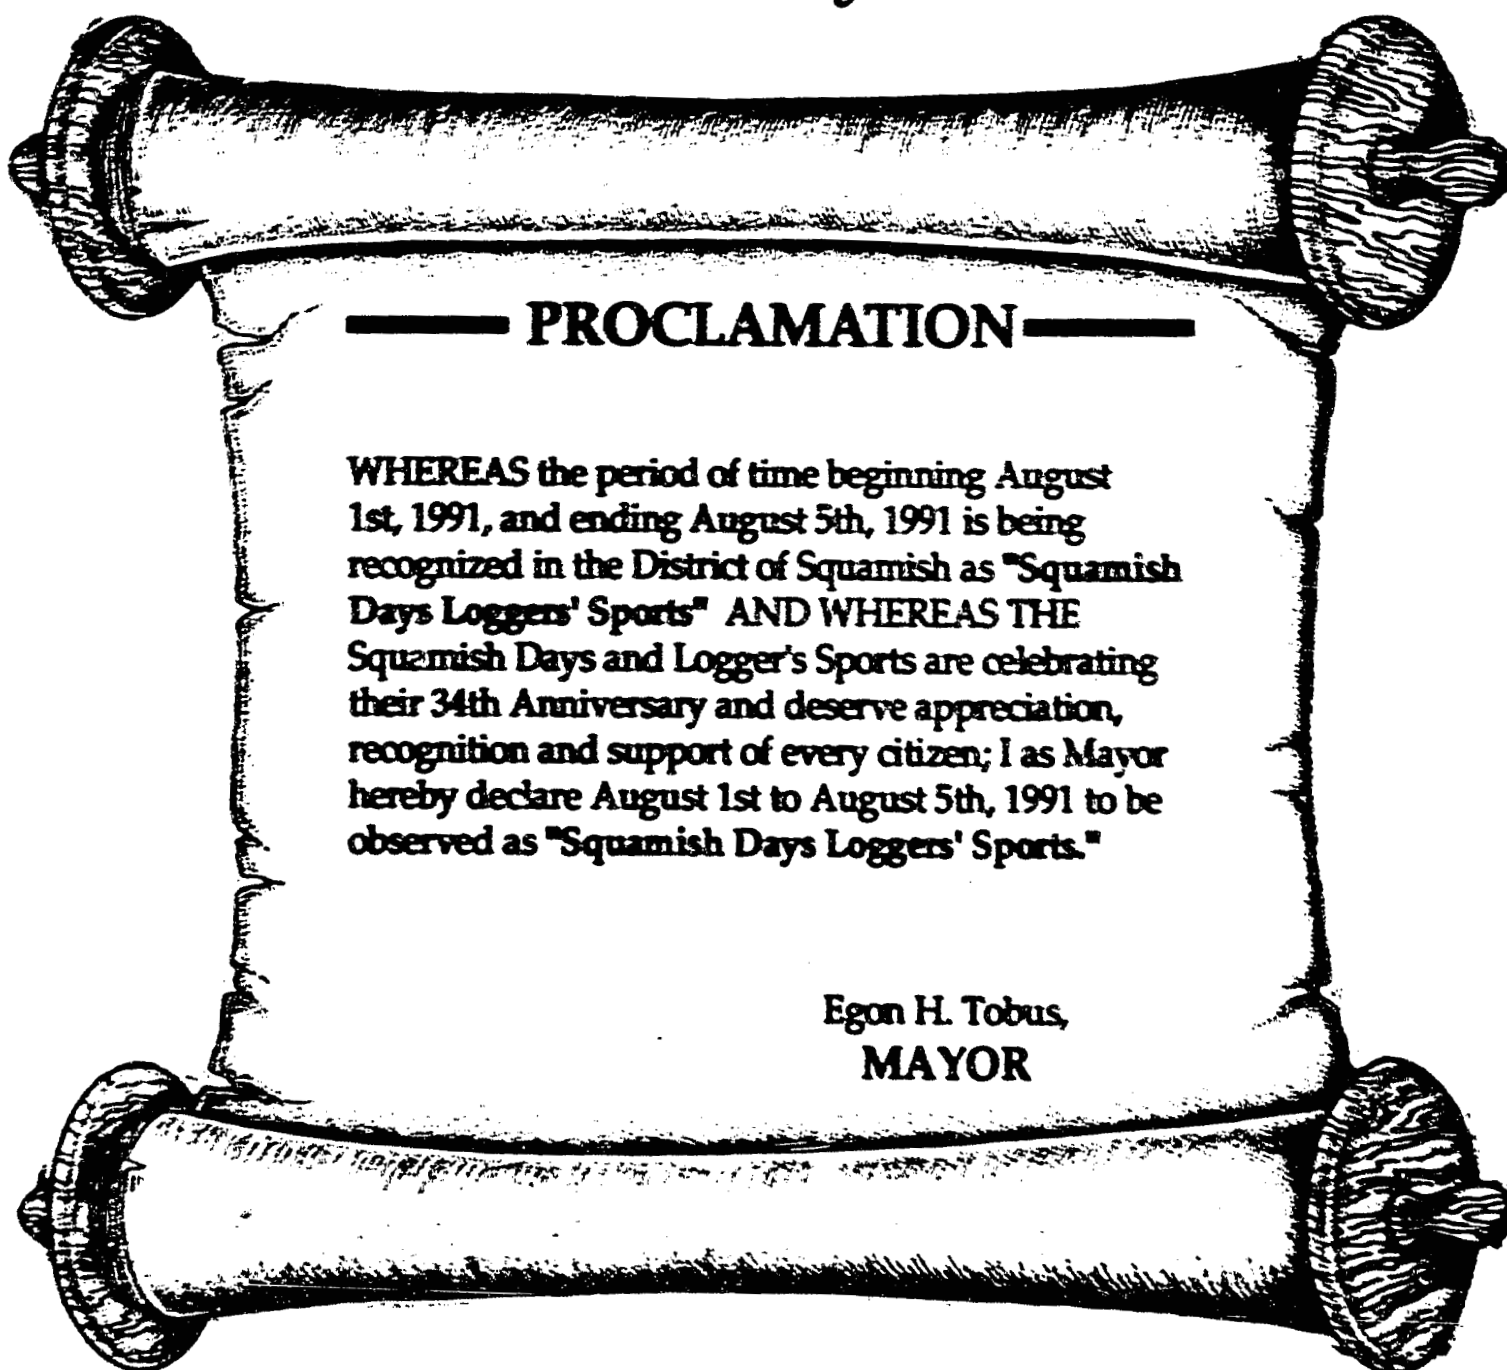 PROCLAMATION
WHEREAS the period of time beginning August
1st, 1991, and ending August 5th, 1991 is being
recognized in the District of Squamish as "Squamish
Days Loggers' Sports" AND WHEREAS THE
Squamish Days and Logger's Sports are celebrating
their 34th Anniversary and deserve appreciation,
recognition and support of every citizen; I as Mayor
hereby declare August 1st to August 5th, 1991 to be
observed as "Squamish Days Loggers' Sports."
Egon H. Tobus,
MAYOR